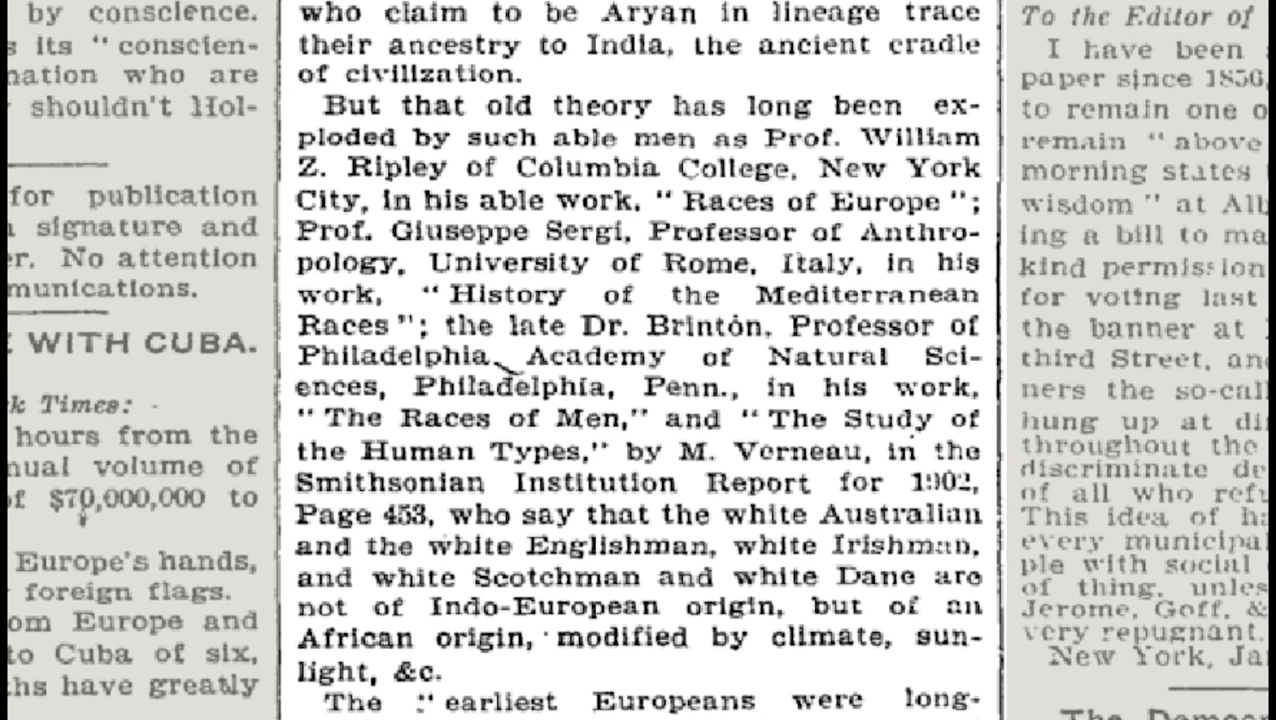 by conscience.
its "conscien-
nation who are
shouldn't Hol-
for publication
signature and
No attention
munications.
WITH CUBA.
k Times:
hours from the
nual volume of
of $70,000,000 to
Europe's hands,
foreign flags.
om Europe and
to Cuba of six,
ths have greatly
who claim to be Aryan in lineage trace
their ancestry to India, the ancient cradle
of civilization.
But that old theory has long been ex-
ploded by such able men as Prof. William
Z. Ripley of Columbia College, New York
City, in his able work, "Races of Europe";
Prof. Giuseppe Sergi, Professor of Anthro-
pology, University of Rome, Italy, in his
work, "History of the Mediterranean
Races"; the late Dr. Brinton, Professor of
Philadelphia Academy of Natural Sci-
ences, Philadelphia, Penn., in his work,
"The Races of Men," and "The Study of
the Human Types," by M. Verneau, in the
Smithsonian Institution Report for 1902,
Page 453, who say that the white Australian
and the white Englishman, white Irishman,
and white Scotchman and white Dane are
not of Indo-European origin, but of an
African origin, modified by climate, sun-
light, &c.
The "earliest Europeans were long-
To the Editor of
I have been
paper since 1856,
to remain one o
remain "above
morning states
wisdom" at Alb
ing a bill to ma
kind permission
for voting last
the banner at
third Street, and
ners the so-call
hung up at di
throughout the
discriminate de
of all who refu
This idea of ha
every municipal
ple with social
of thing, unles
Jerome, Goff, &
very repugnant.
New York, Ja